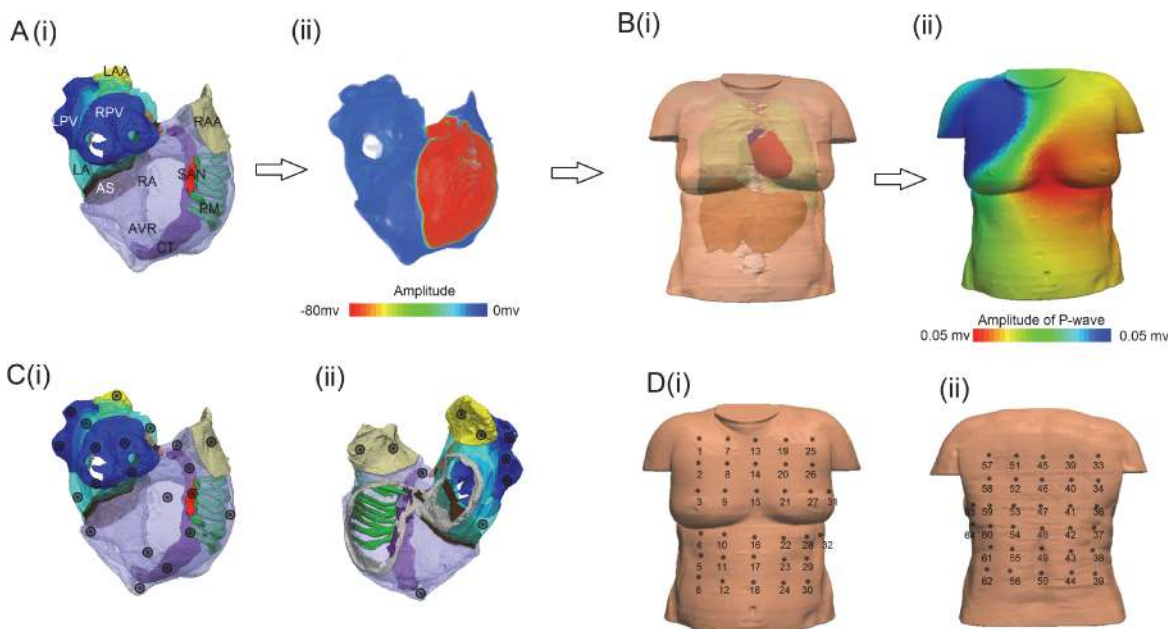 A (i)
(ii)
B(i)
(ii)
LAA
LPV
RPV
RAA
LA
AS
RA
SAN
PM
AVR
CT
Amplitude
-80mv
0mv
Amplitude of P-wave
0.05 mv
0.05 mv
C(i)
(ii)
D(i)
(ii)
1 7 13 19 25
2 8 14 20 26
3 9 15 21 27 31
4 10 16 22 28 32
5 11 17 23 29
6 12 18 24 30
57 51 45 39 33
58 52 46 40 34
59 53 47 41
60 54 48 42 37
61 55 49 43 38
62 56 50 44 39